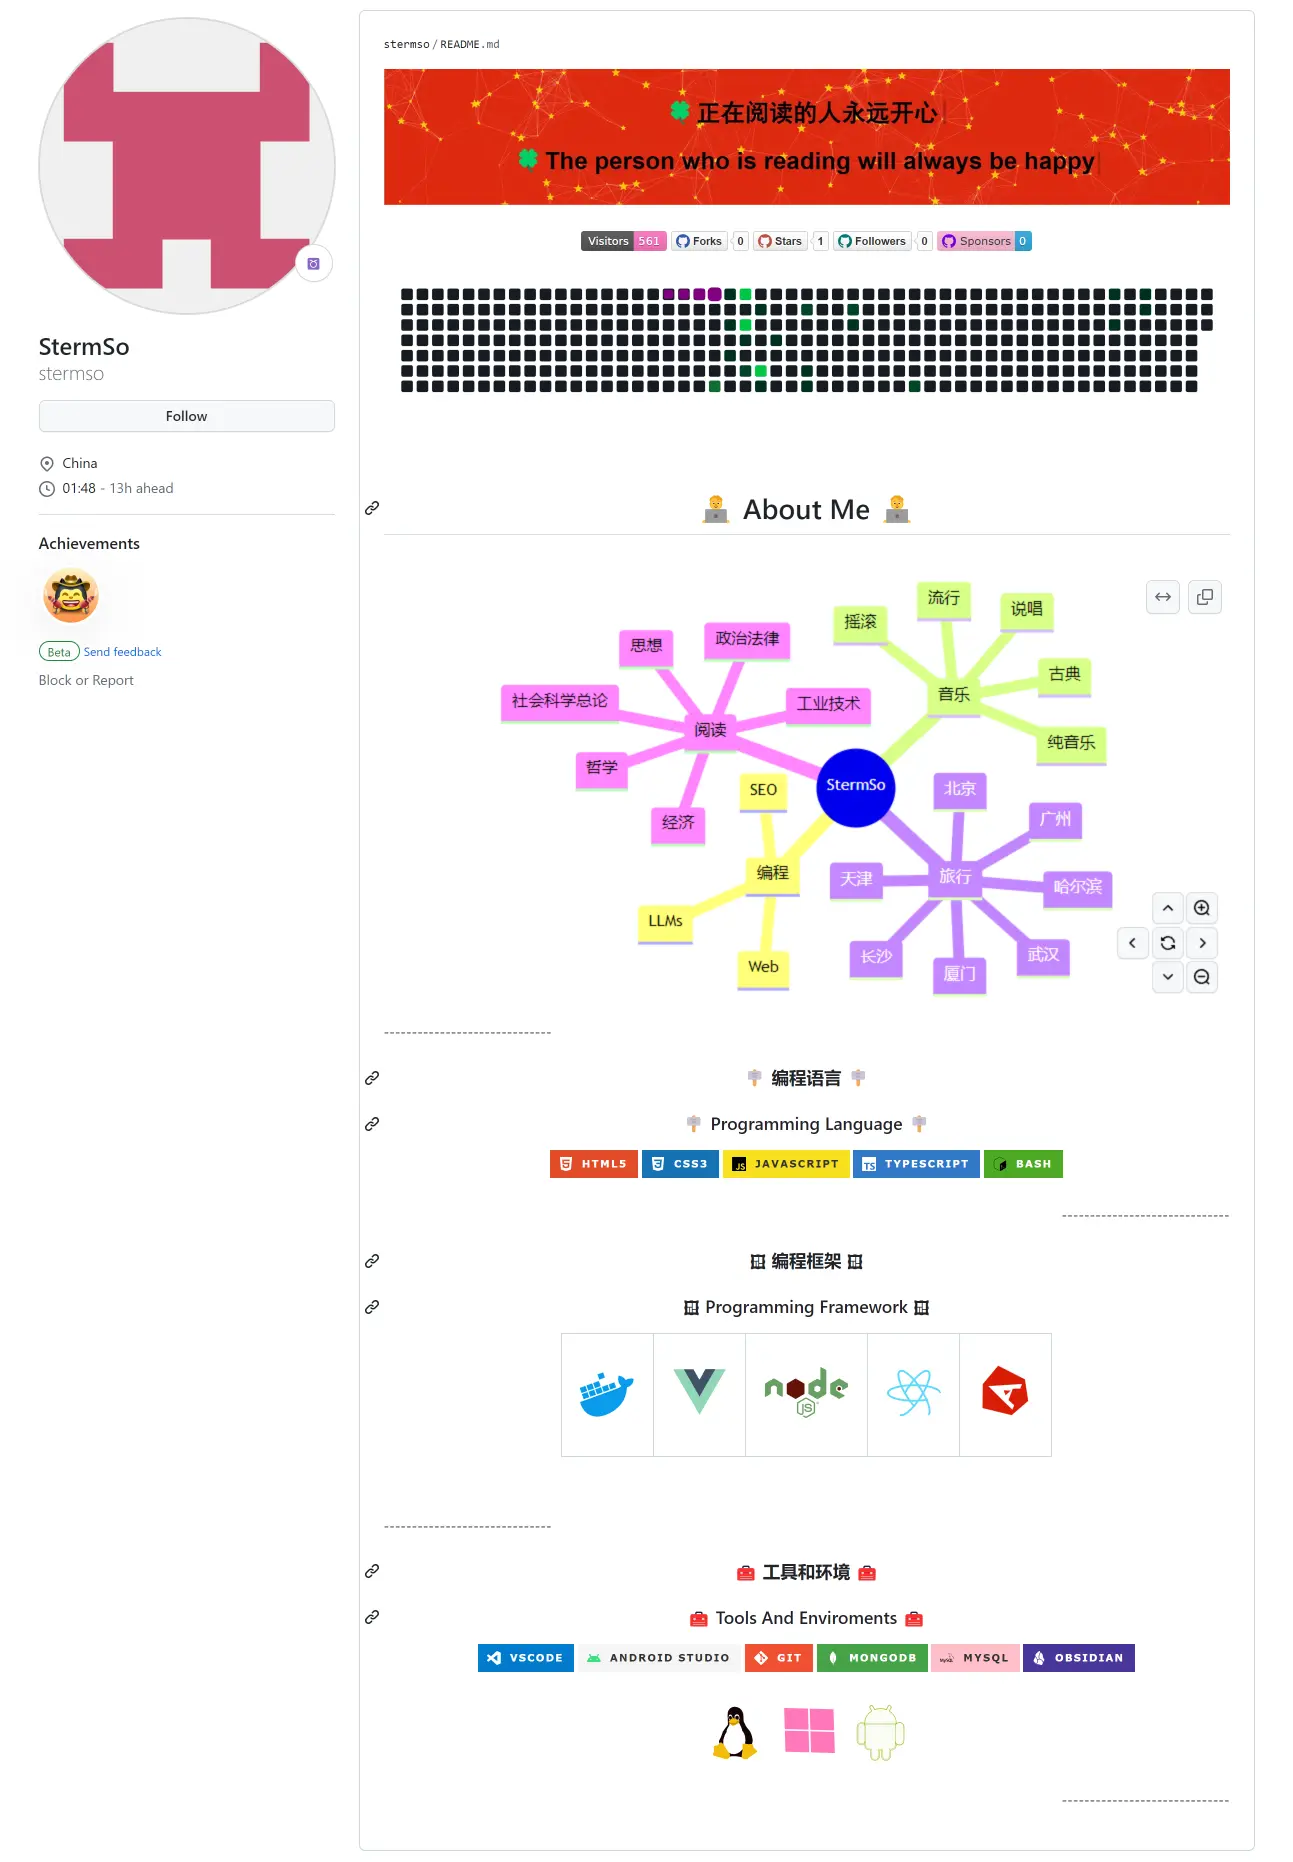 StermSo
stermso
Follow
China
01:48 - 13h ahead
Achievements
Beta Send feedback
Block or Report
stermso/README.md
正在阅读的人永远开心
The person who is reading will always be happy
Visitors 561 Forks 0 Stars 1 Followers 0 Sponsors 0
About Me
流行
说唱
摇滚
思想
政治法律
古典
社会科学总论
工业技术
音乐
阅读
纯音乐
哲学
StermSo
SEO
北京
经济
广州
编程
天津
旅行
哈尔滨
LLMs
长沙
武汉
Web
厦门
---------------------------
编程语言
Programming Language
HTML5 CSS3 JS JAVASCRIPT TS TYPESCRIPT BASH
---------------------------
编程框架
Programming Framework
node
JS
---------------------------
工具和环境
Tools And Enviroments
VSCODE ANDROID STUDIO GIT MONGODB MySQL MYSQL OBSIDIAN
---------------------------